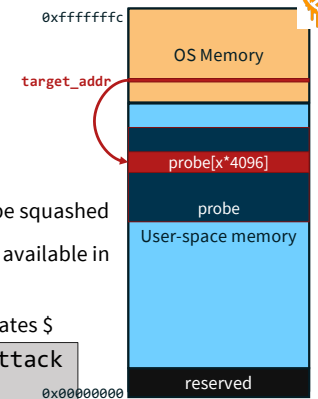 0xfffffffc
OS Memory
target_addr
probe[x*4096]
be squashed
probe
User-space memory
available in
ates $
ttack
reserved
0x00000000